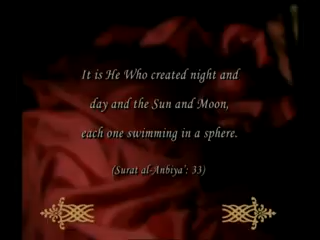 It is He Who created night and
day and the Sun and Moon,
each one swimming in a sphere.
(Surat al-Anbiya': 33)